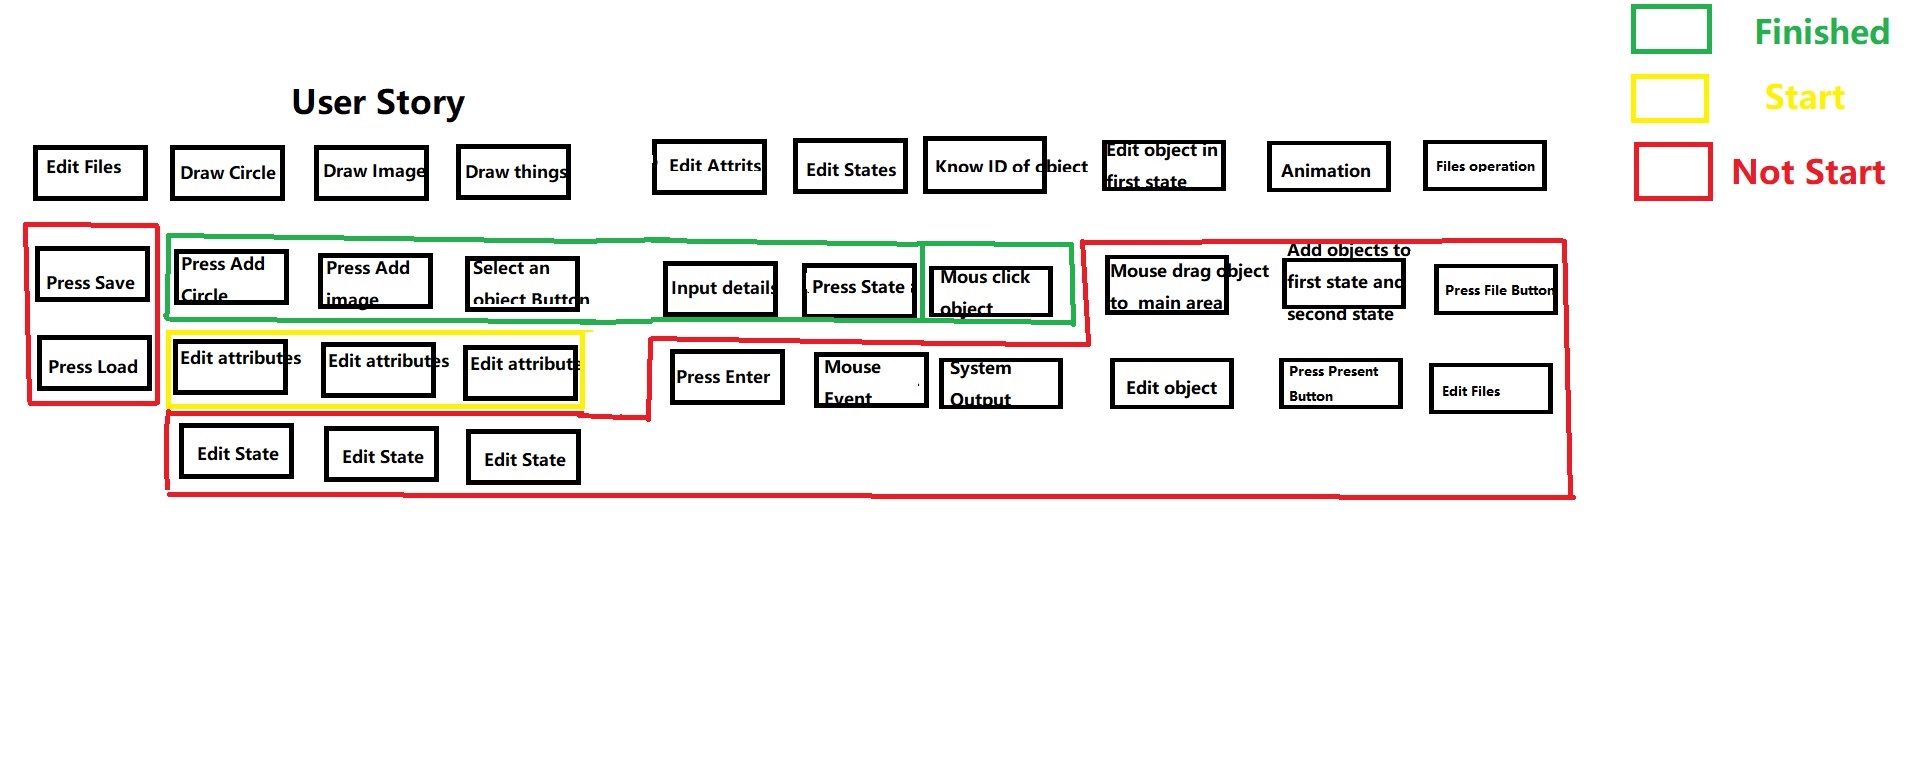 Finished
Start
Not Start
User Story
Edit Files
Draw Circle
Draw Image
Draw things
Edit Attrits
Edit States
Know ID of object
Edit object in
first state
Animation
Files operation
Press Save
Press Add
Circle
Press Add
image
Select an
object Button
Input details
Press State
Mous click
object
Mouse drag object
to main area
Add objects to
first state and
second state
Press File Button
Press Load
Edit attributes
Edit attributes
Edit attribute
Press Enter
Mouse
Event
System
Output
Edit object
Press Present
Button
Edit Files
Edit State
Edit State
Edit State